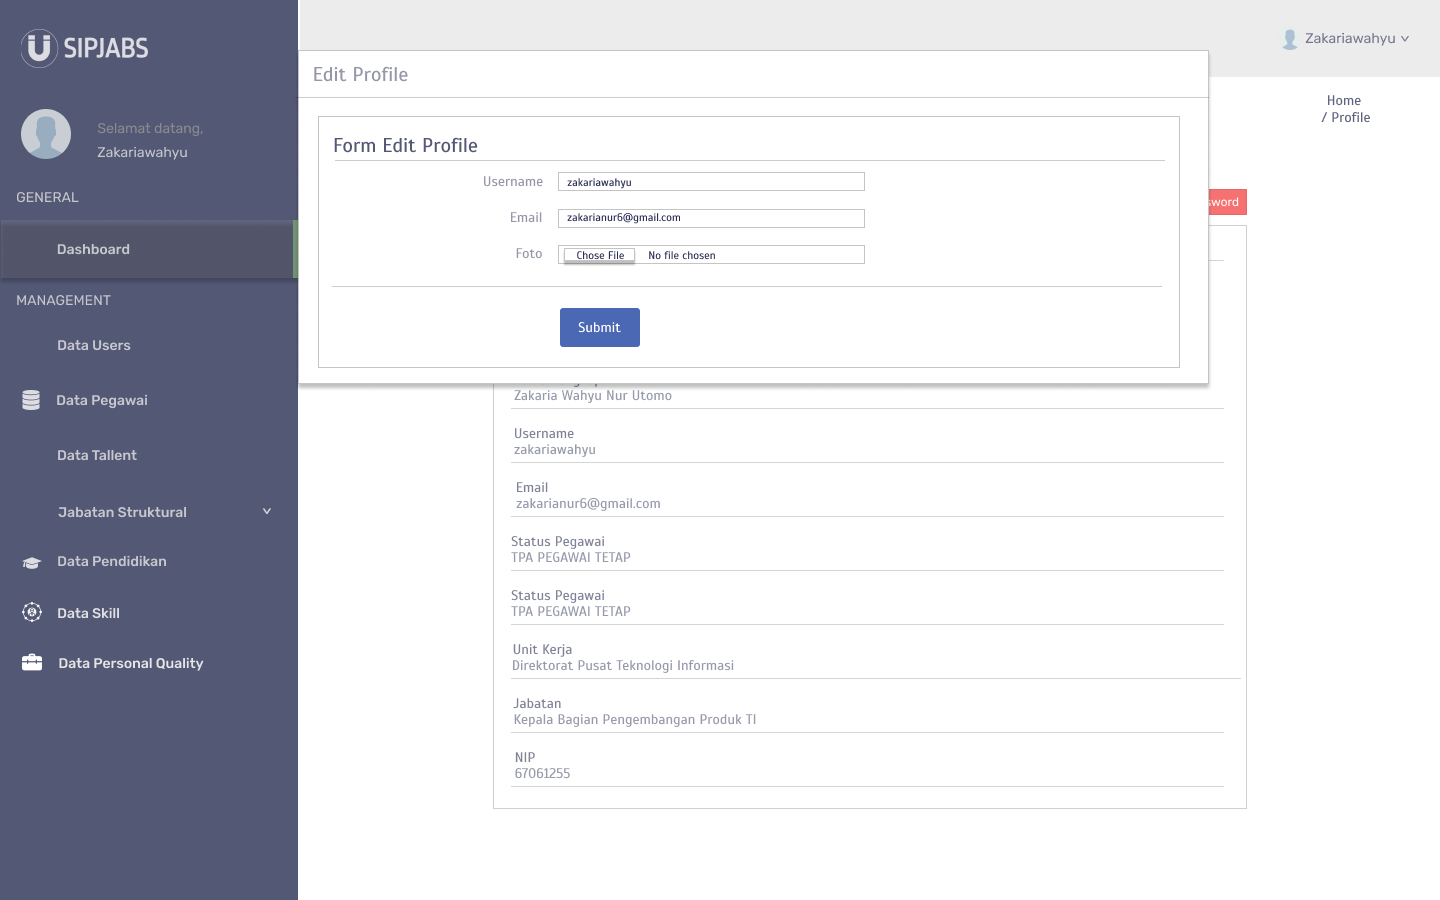 SIPJABS
Selamat datang,
Zakariawahyu
GENERAL
Dashboard
MANAGEMENT
Data Users
Data Pegawai
Data Tallent
Jabatan Struktural
Data Pendidikan
Data Skill
Data Personal Quality
Zakariawahyu
Home
/ Profile
Edit Profile
Form Edit Profile
Username
zakariawahyu
Email
zakarianur6@gmail.com
Foto
Chose File
No file chosen
Submit
Zakaria Wahyu Nur Utomo
Username
zakariawahyu
Email
zakarianur6@gmail.com
Status Pegawai
TPA PEGAWAI TETAP
Status Pegawai
TPA PEGAWAI TETAP
Unit Kerja
Direktorat Pusat Teknologi Informasi
Jabatan
Kepala Bagian Pengembangan Produk TI
NIP
67061255